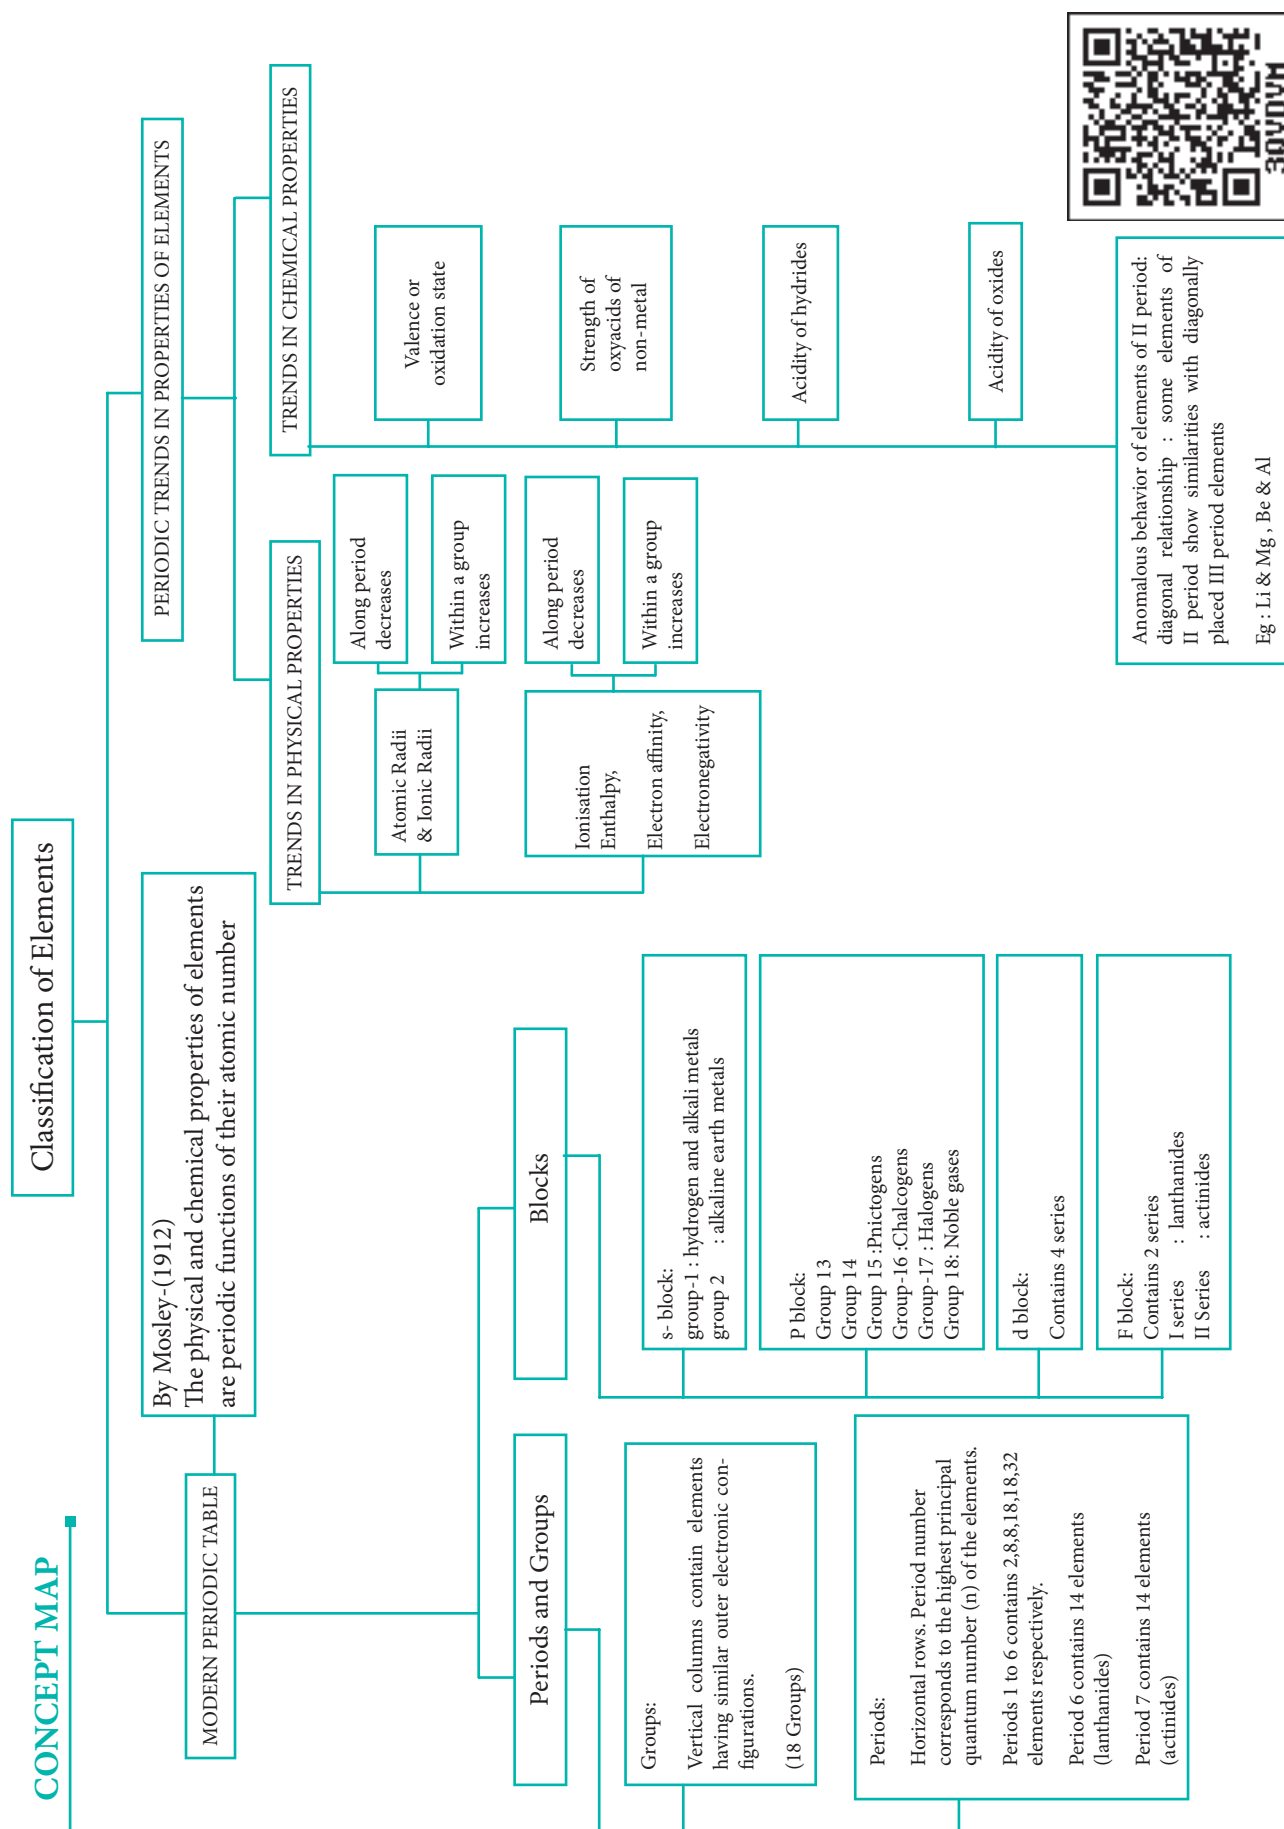 CONCEPT MAP
Classification of Elements
MODERN PERIODIC TABLE
By Mosley-(1912)
The physical and chemical properties of elements
are periodic functions of their atomic number
PERIODIC TRENDS IN PROPERTIES OF ELEMENTS
Periods and Groups
Groups:
Vertical columns contain elements
having similar outer electronic con-
figurations.
(18 Groups)
Periods:
Horizontal rows. Period number
corresponds to the highest principal
quantum number (n) of the elements.
Periods 1 to 6 contains 2,8,8,18,18,32
elements respectively.
Period 6 contains 14 elements
(lanthanides)
Period 7 contains 14 elements
(actinides)
Blocks
s- block:
group-1 : hydrogen and alkali metals
group 2 : alkaline earth metals
P block:
Group 13
Group 14
Group 15 :Pnictogens
Group-16 :Chalcogens
Group-17 : Halogens
Group 18: Noble gases
d block:
Contains 4 series
F block:
Contains 2 series
I series : lanthanides
II Series : actinides
TRENDS IN PHYSICAL PROPERTIES
Atomic Radii
& Ionic Radii
Along period
decreases
Within a group
increases
Ionisation
Enthalpy,
Electron affinity,
Electronegativity
Along period
decreases
Within a group
increases
TRENDS IN CHEMICAL PROPERTIES
Valence or
oxidation state
Strength of
oxyacids of
non-metal
Acidity of hydrides
Acidity of oxides
Anomalous behavior of elements of II period:
diagonal relationship : some elements of
II period show similarities with diagonally
placed III period elements
Eg : Li & Mg , Be & Al